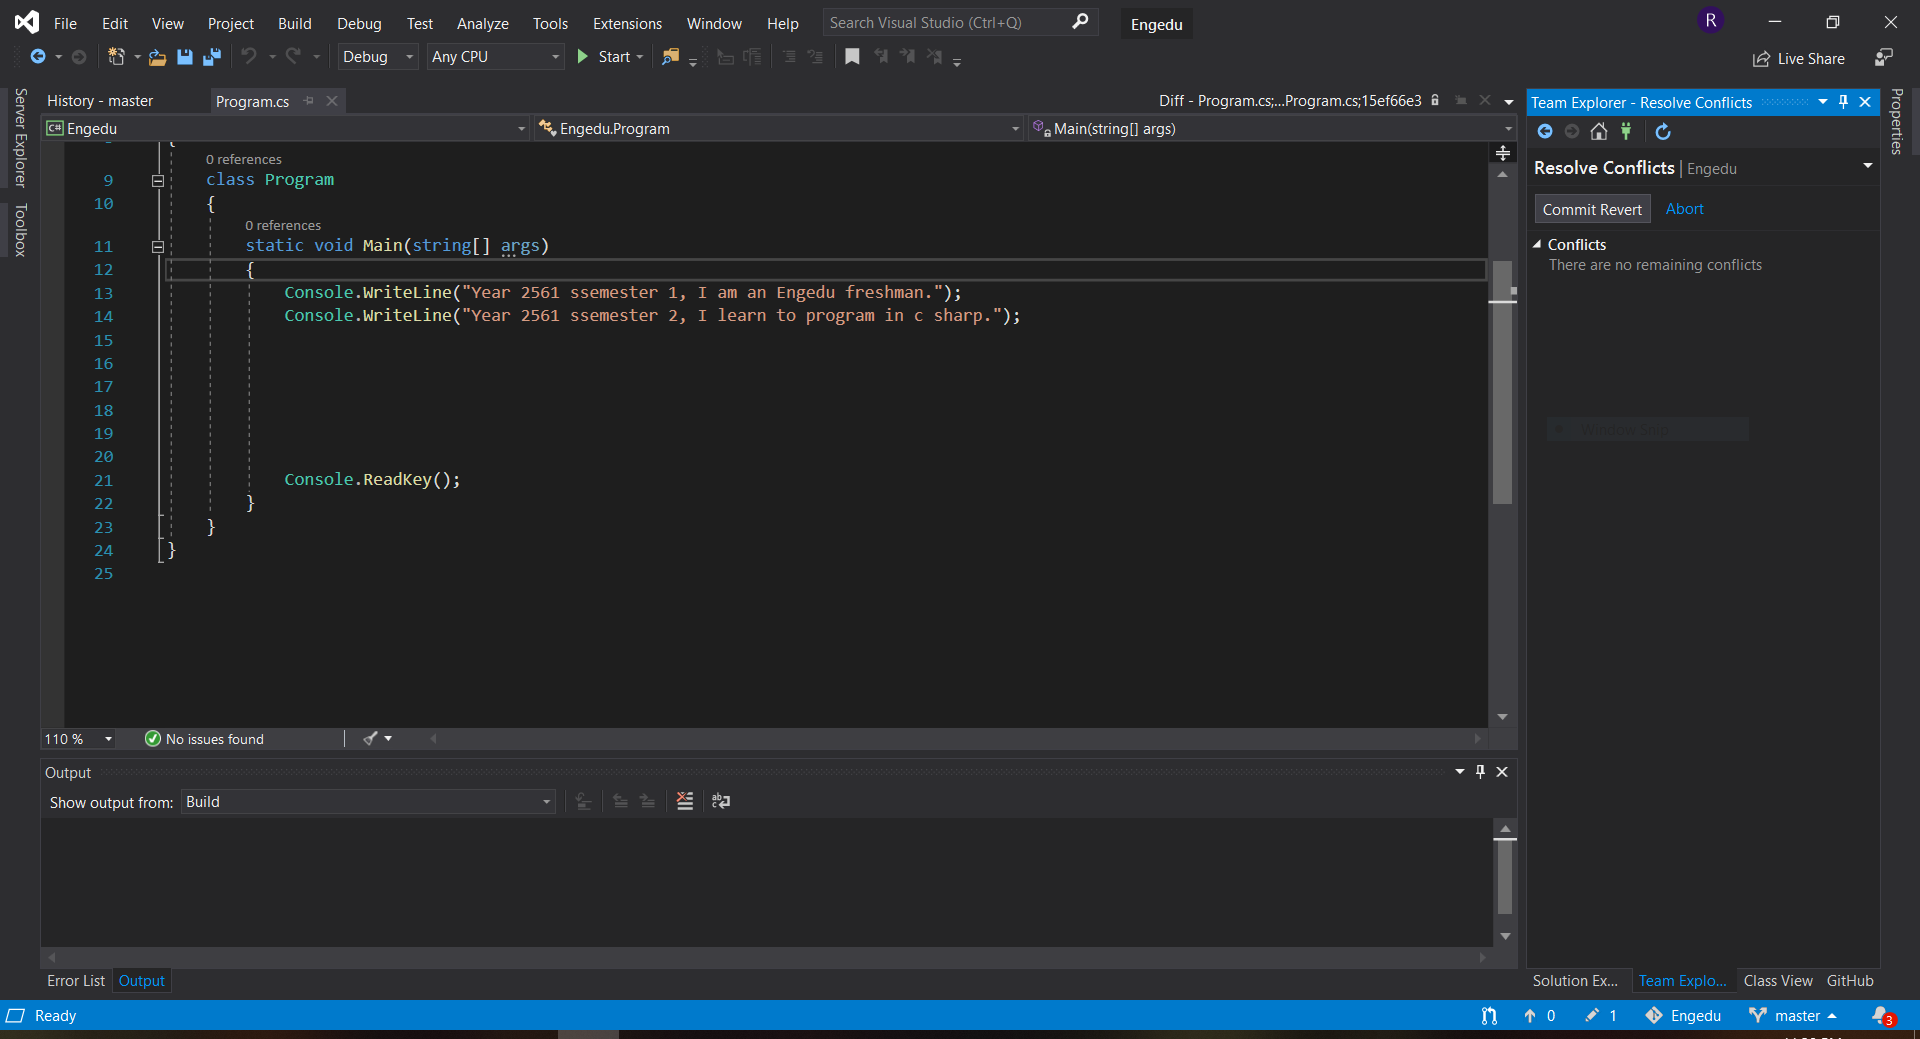 File Edit View Project Build Debug Test Analyze Tools Extensions Window Help Search Visual Studio (Ctrl+Q) Engedu R
Debug Any CPU Start Live Share
Server Explorer
Toolbox
History - master Program.cs Diff - Program.cs;...Program.cs;15ef66e3
C# Engedu Engedu.Program Main(string[] args)
0 references
9 class Program
10 {
0 references
11 static void Main(string[] args)
12 {
13 Console.WriteLine("Year 2561 ssemester 1, I am an Engedu freshman.");
14 Console.WriteLine("Year 2561 ssemester 2, I learn to program in c sharp.");
15
16
17
18
19
20
21 Console.ReadKey();
22 }
23 }
24 }
25
110 % No issues found
Output
Show output from: Build
Error List Output
Team Explorer - Resolve Conflicts
Resolve Conflicts | Engedu
Commit Revert Abort
Conflicts
There are no remaining conflicts
Window Snip
Solution Ex... Team Explo... Class View GitHub
Properties
Ready 0 1 Engedu master 3